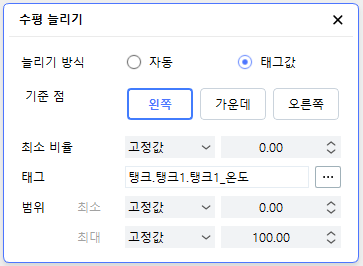 수평 늘리기
늘리기 방식 자동 태그값
기준 점 왼쪽 가운데 오른쪽
최소 비율 고정값 0.00
태그 탱크.탱크1.탱크1_온도 ...
범위 최소 고정값 0.00
최대 고정값 100.00